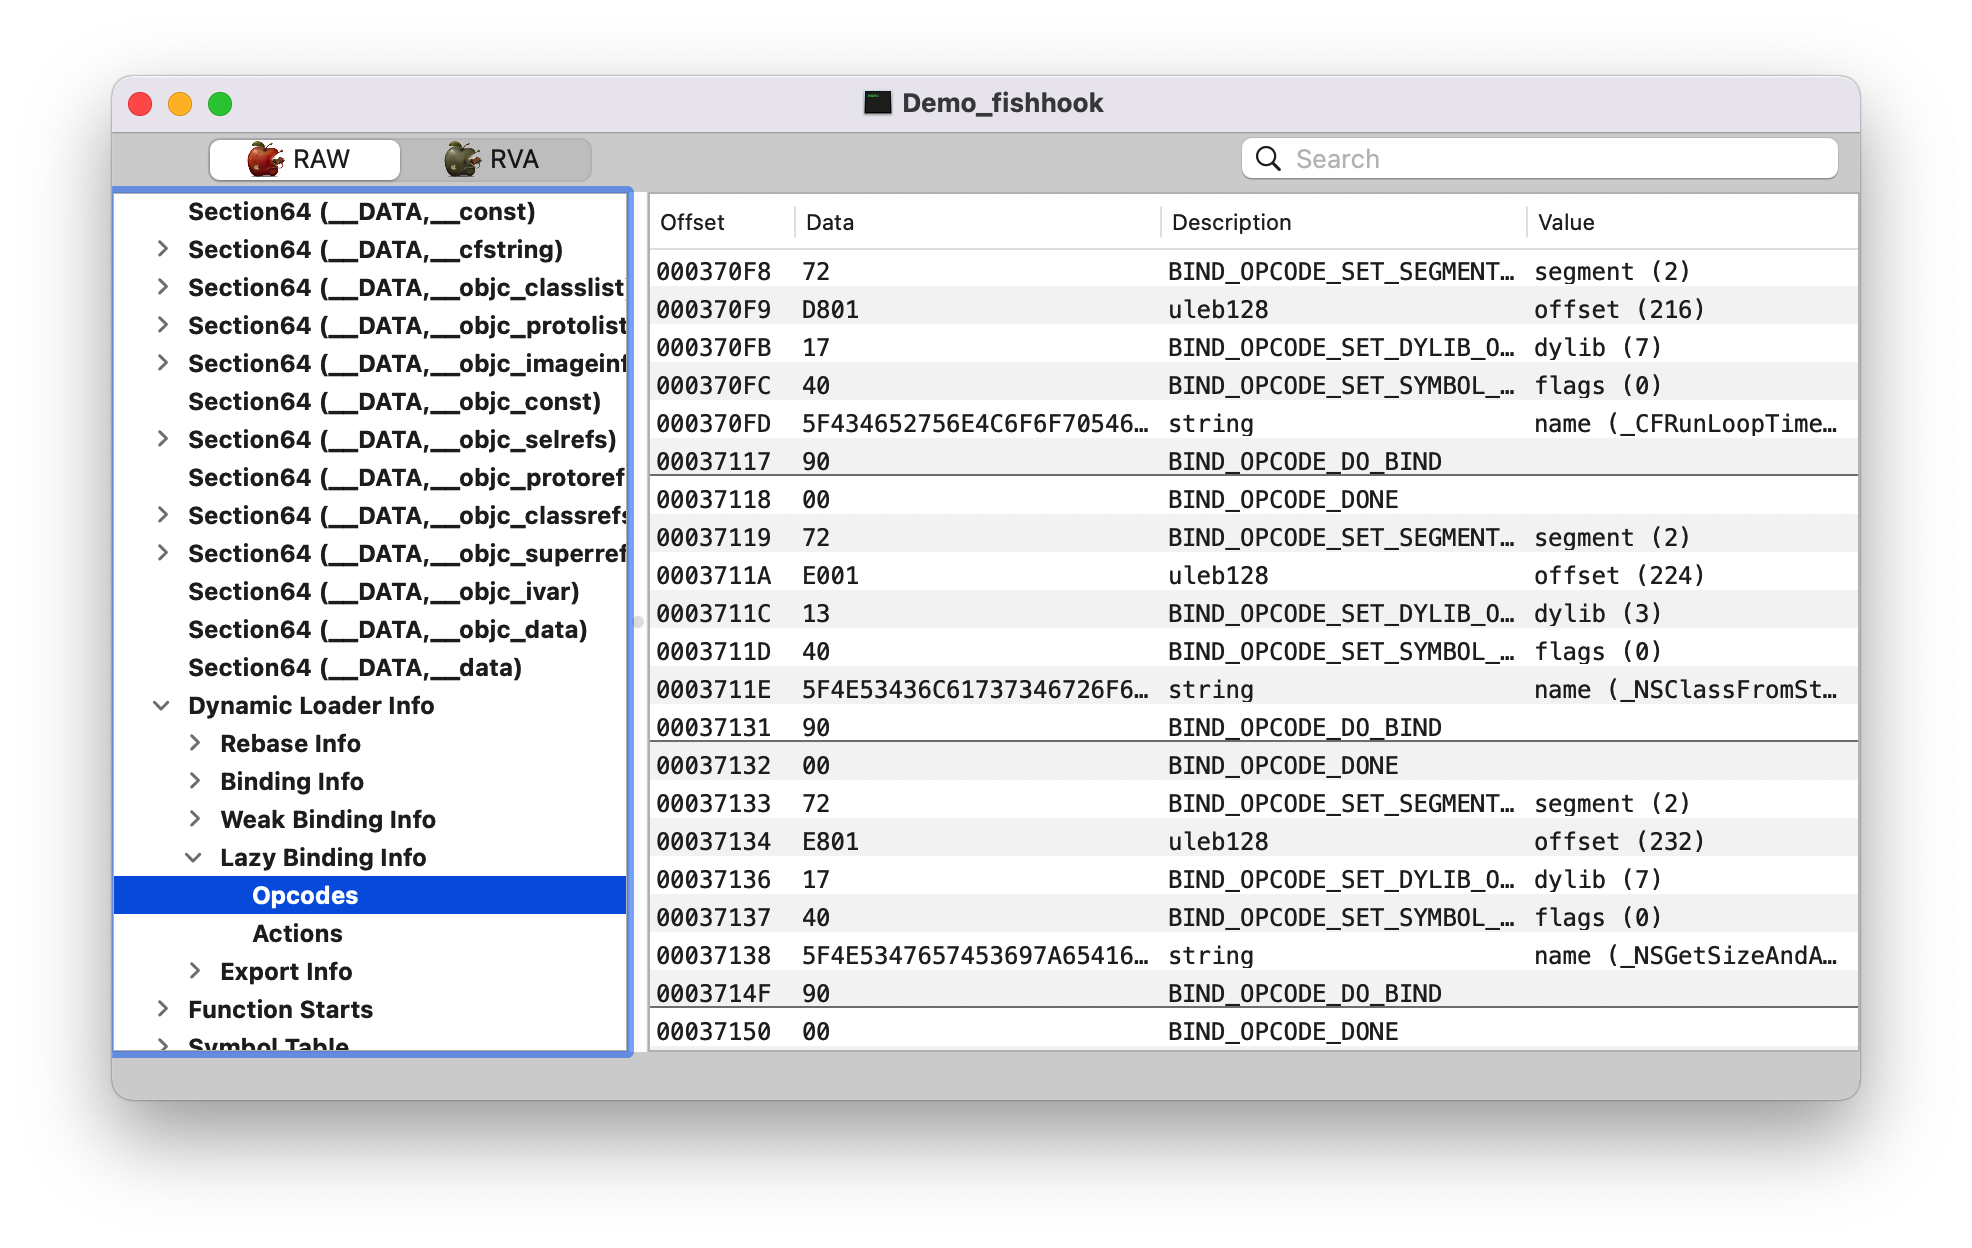 Demo_fishhook
RAW
RVA
Search
Section64 (__DATA,__const)
Section64 (__DATA,__cfstring)
Section64 (__DATA,__objc_classlist)
Section64 (__DATA,__objc_protolist
Section64 (__DATA,__objc_imageinf
Section64 (__DATA,__objc_const)
Section64 (__DATA,__objc_selrefs)
Section64 (__DATA,__objc_protoref
Section64 (__DATA,__objc_classrefs
Section64 (__DATA,__objc_superref
Section64 (__DATA,__objc_ivar)
Section64 (__DATA,__objc_data)
Section64 (__DATA,__data)
Dynamic Loader Info
Rebase Info
Binding Info
Weak Binding Info
Lazy Binding Info
Opcodes
Actions
Export Info
Function Starts
Symbol Table
Offset Data Description Value
000370F8 72 BIND_OPCODE_SET_SEGMENT… segment (2)
000370F9 D801 uleb128 offset (216)
000370FB 17 BIND_OPCODE_SET_DYLIB_O… dylib (7)
000370FC 40 BIND_OPCODE_SET_SYMBOL_… flags (0)
000370FD 5F434652756E4C6F6F70546… string name (_CFRunLoopTime…
00037117 90 BIND_OPCODE_DO_BIND
00037118 00 BIND_OPCODE_DONE
00037119 72 BIND_OPCODE_SET_SEGMENT… segment (2)
0003711A E001 uleb128 offset (224)
0003711C 13 BIND_OPCODE_SET_DYLIB_O… dylib (3)
0003711D 40 BIND_OPCODE_SET_SYMBOL_… flags (0)
0003711E 5F4E53436C61737346726F6… string name (_NSClassFromSt…
00037131 90 BIND_OPCODE_DO_BIND
00037132 00 BIND_OPCODE_DONE
00037133 72 BIND_OPCODE_SET_SEGMENT… segment (2)
00037134 E801 uleb128 offset (232)
00037136 17 BIND_OPCODE_SET_DYLIB_O… dylib (7)
00037137 40 BIND_OPCODE_SET_SYMBOL_… flags (0)
00037138 5F4E5347657453697A65416… string name (_NSGetSizeAndA…
0003714F 90 BIND_OPCODE_DO_BIND
00037150 00 BIND_OPCODE_DONE